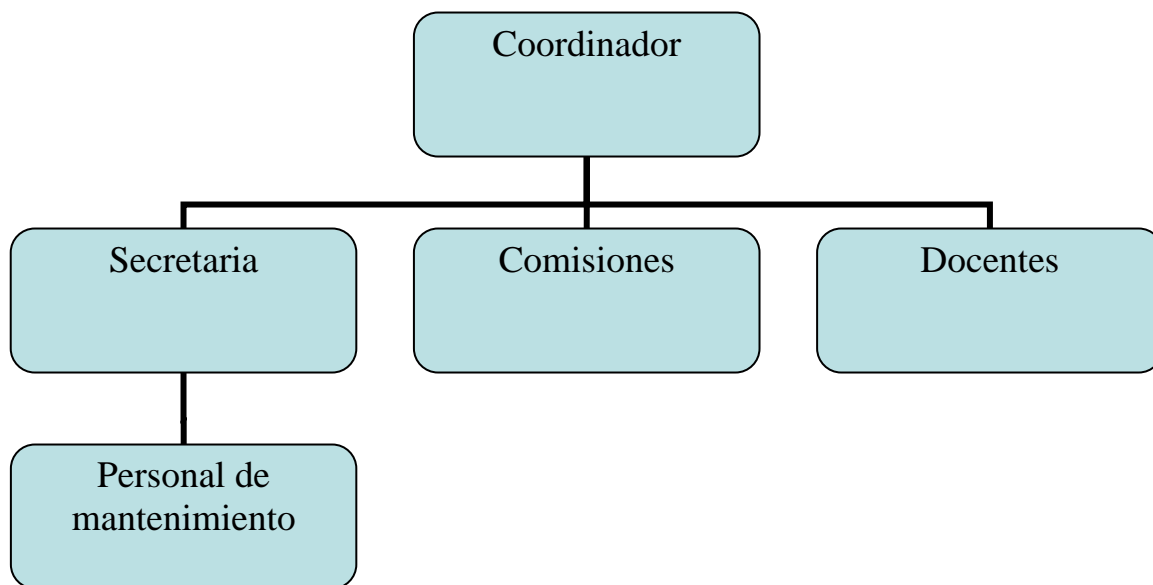 Coordinador
Secretaria
Comisiones
Docentes
Personal de
mantenimiento